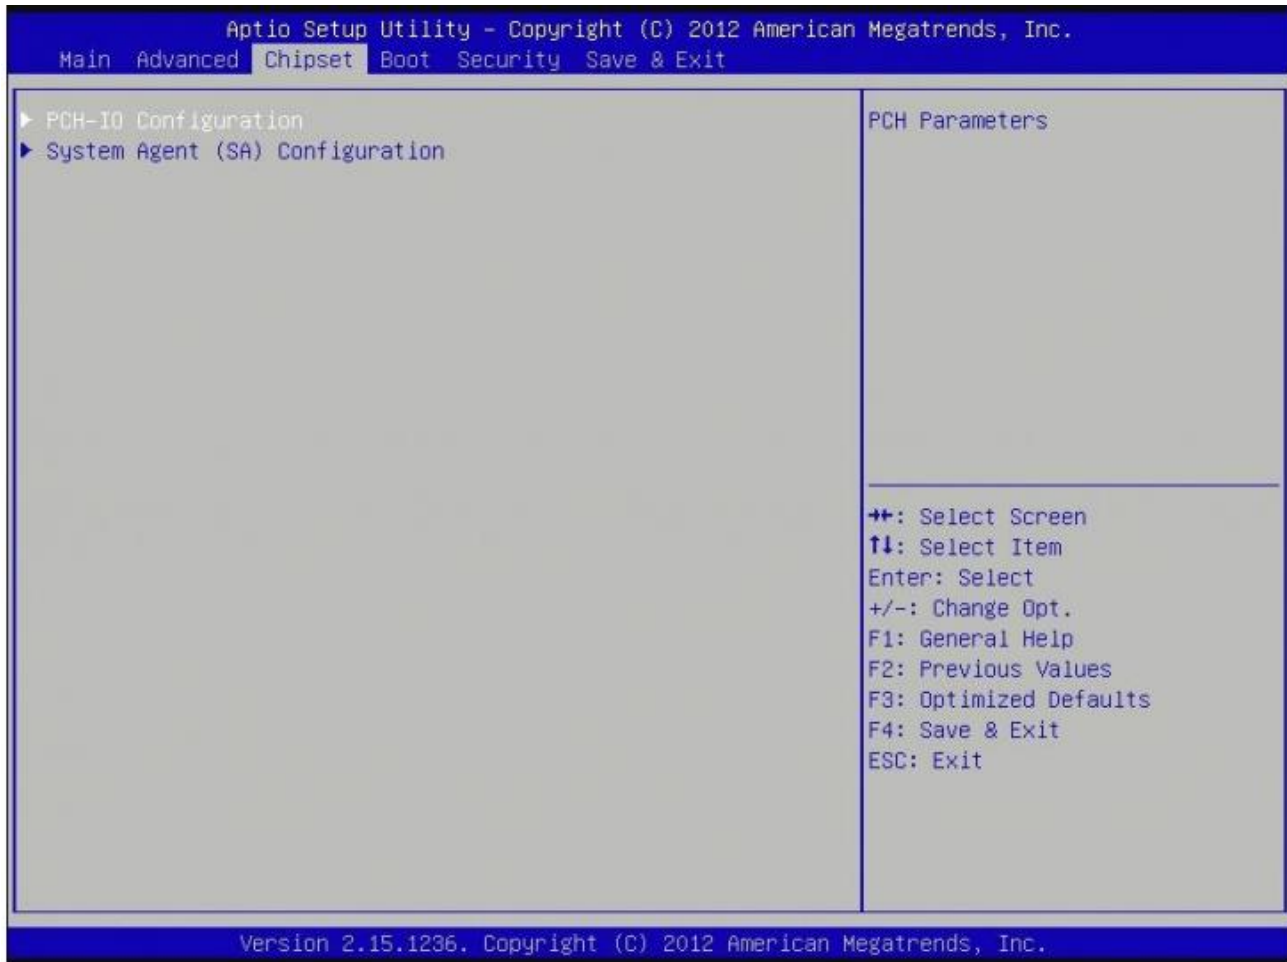 Aptio Setup Utility – Copyright (C) 2012 American Megatrends, Inc.
Main Advanced Chipset Boot Security Save & Exit
▶ PCH-IO Configuration
▶ System Agent (SA) Configuration
PCH Parameters
→←: Select Screen
↑↓: Select Item
Enter: Select
+/-: Change Opt.
F1: General Help
F2: Previous Values
F3: Optimized Defaults
F4: Save & Exit
ESC: Exit
Version 2.15.1236. Copyright (C) 2012 American Megatrends, Inc.